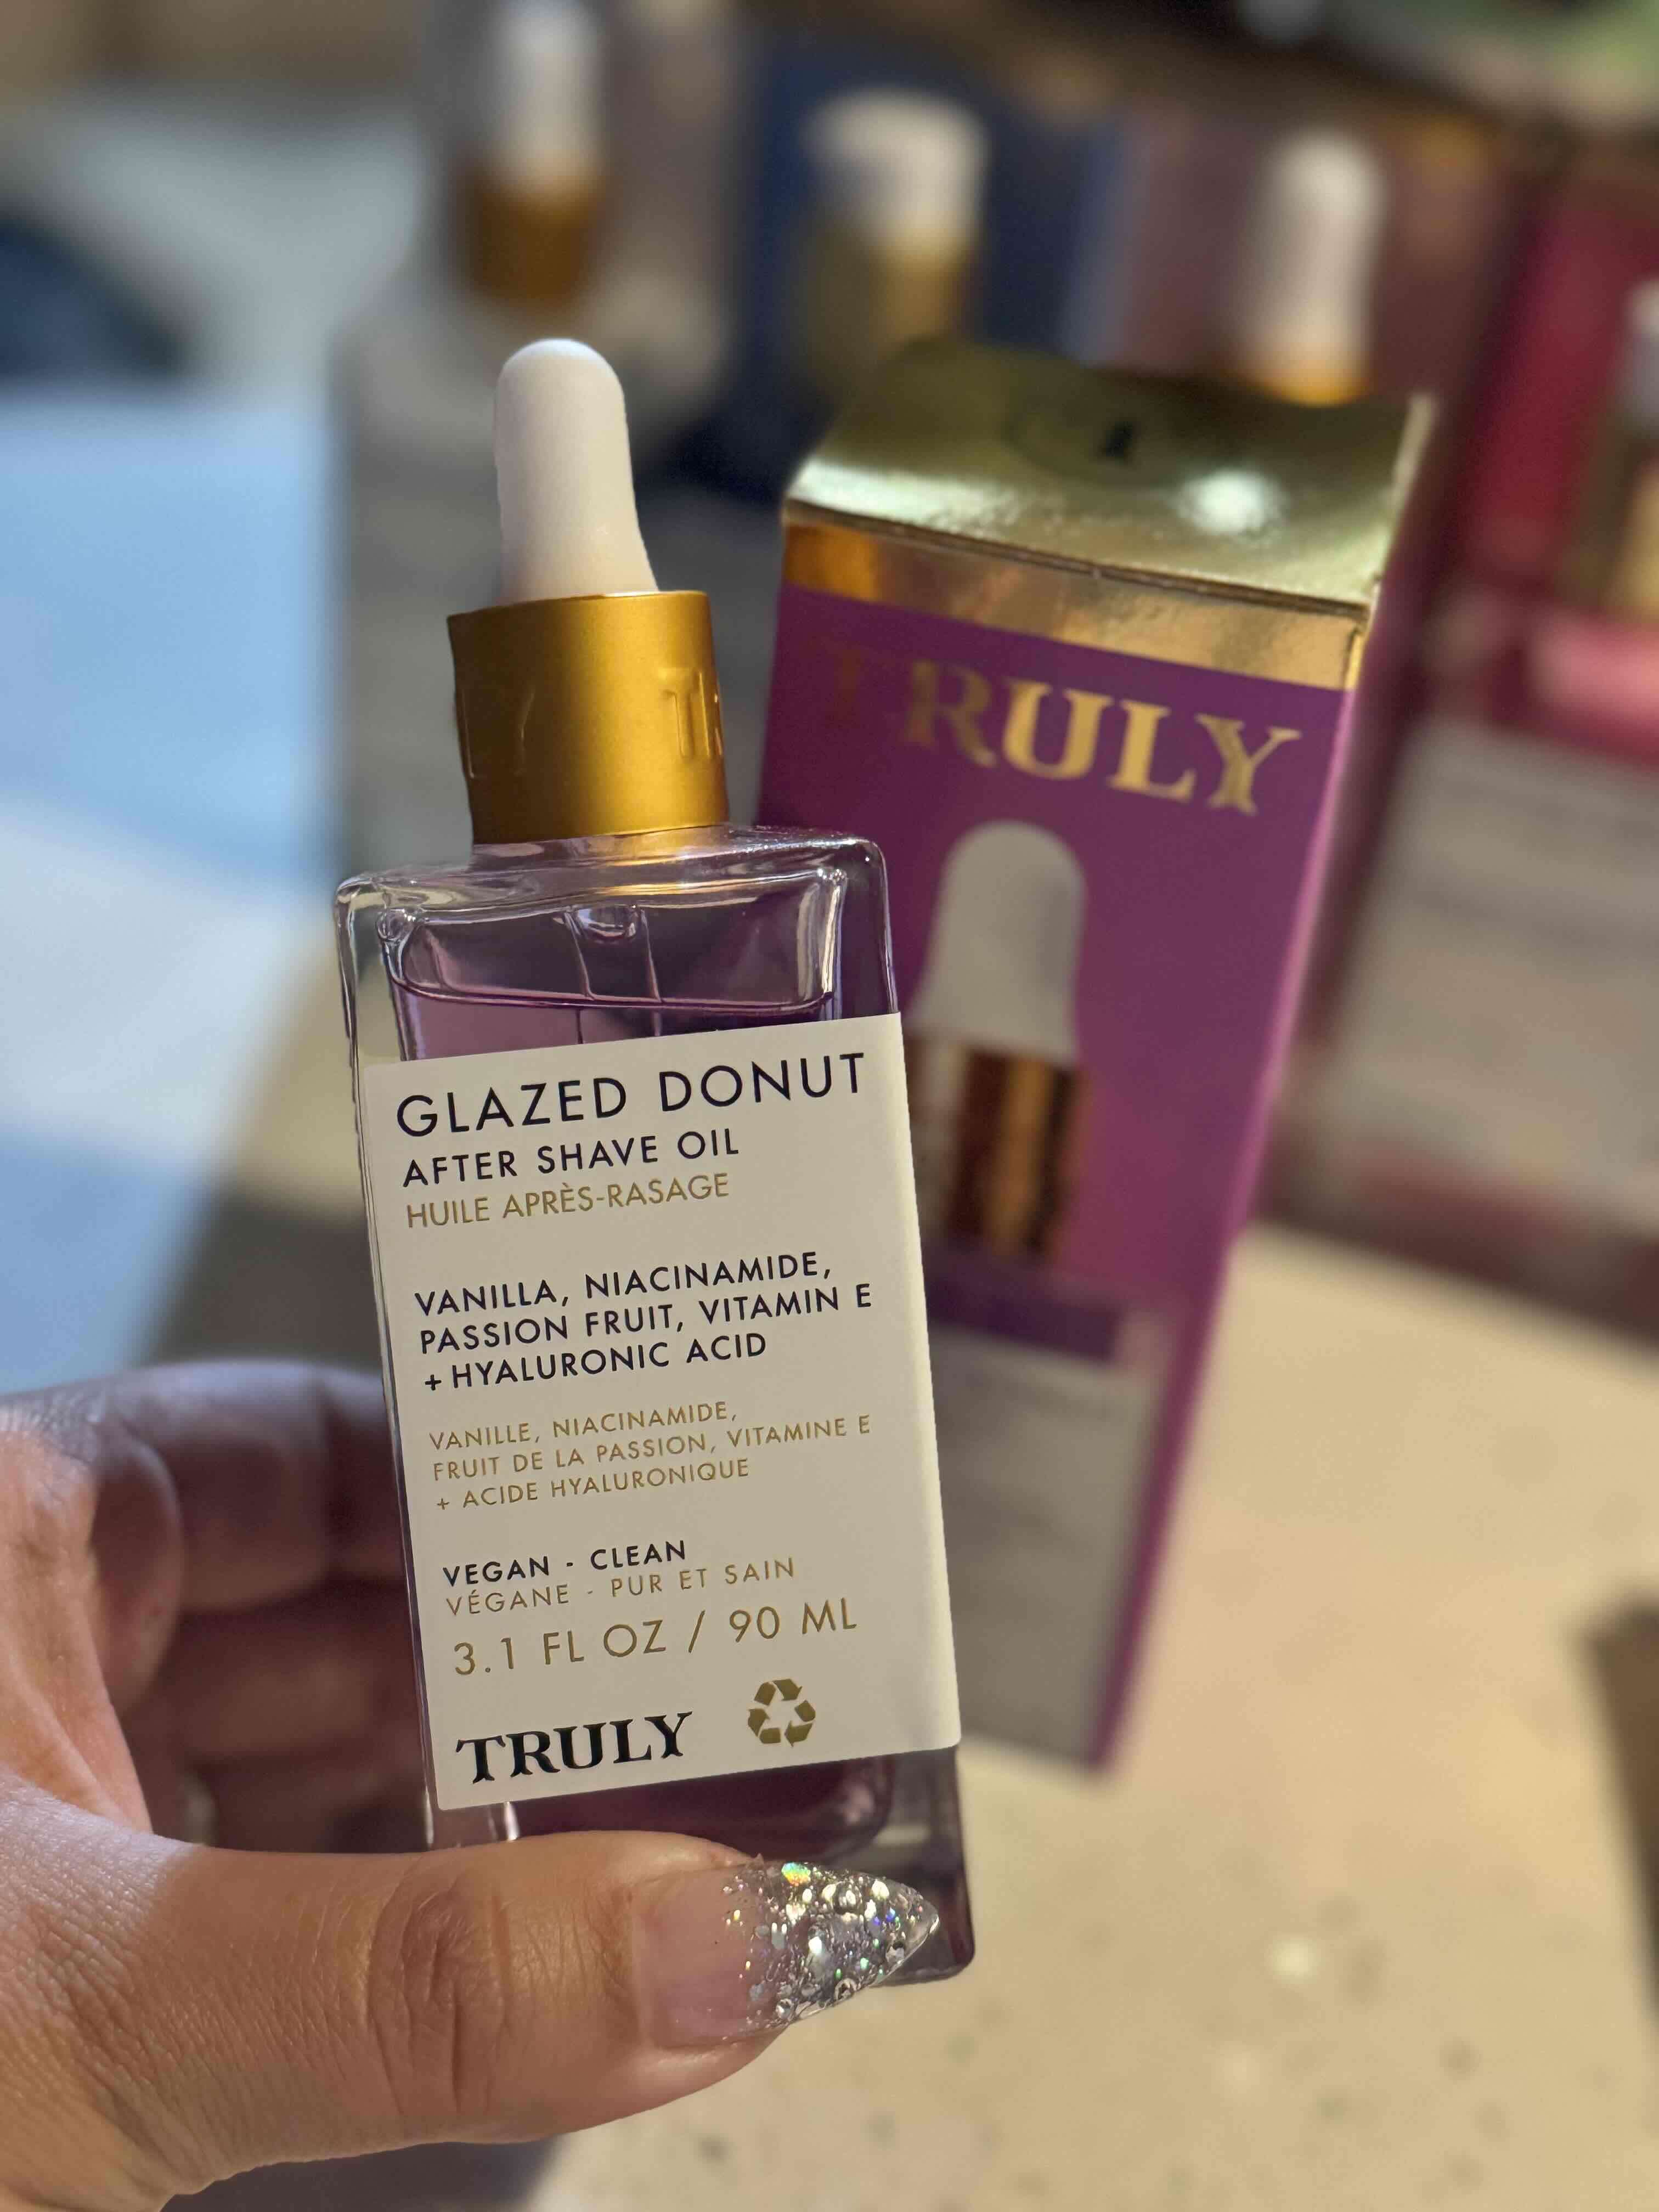 TRULY
GLAZED DONUT
AFTER SHAVE OIL
HUILE APRÈS-RASAGE
VANILLA, NIACINAMIDE,
PASSION FRUIT, VITAMIN E
+ HYALURONIC ACID
VANILLE, NIACINAMIDE,
FRUIT DE LA PASSION, VITAMINE E
+ ACIDE HYALURONIQUE
VEGAN - CLEAN
VÉGANE - PUR ET SAIN
3.1 FL OZ / 90 ML
TRULY